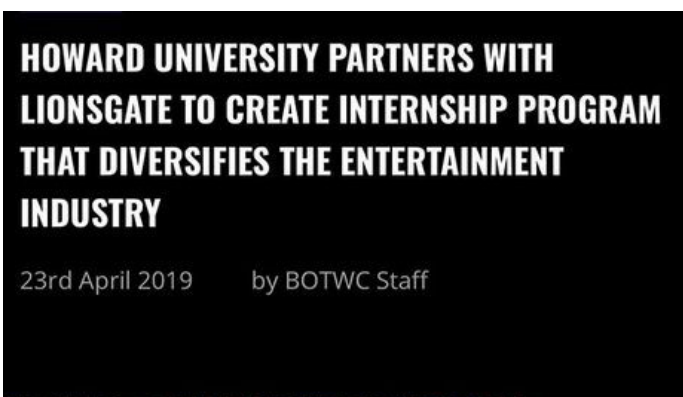 HOWARD UNIVERSITY PARTNERS WITH
LIONSGATE TO CREATE INTERNSHIP PROGRAM
THAT DIVERSIFIES THE ENTERTAINMENT
INDUSTRY
23rd April 2019 by BOTWC Staff